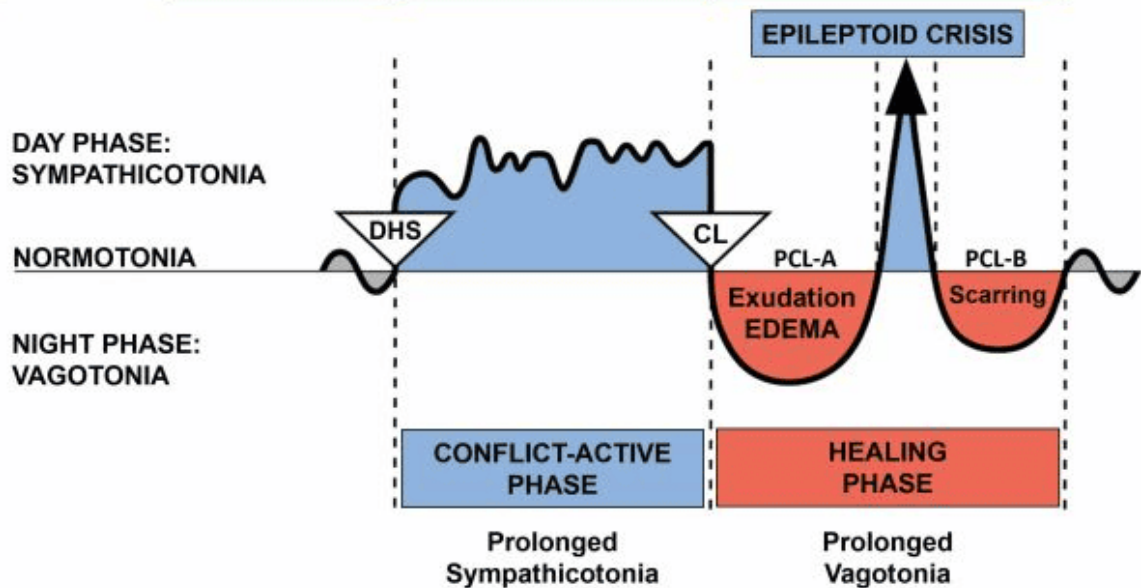 EPILEPTOID CRISIS
DAY PHASE:
SYMPATHICOTONIA
DHS
CL
NORMOTONIA
PCL-A
PCL-B
Exudation
EDEMA
Scarring
NIGHT PHASE:
VAGOTONIA
CONFLICT-ACTIVE
PHASE
HEALING
PHASE
Prolonged
Sympathicotonia
Prolonged
Vagotonia